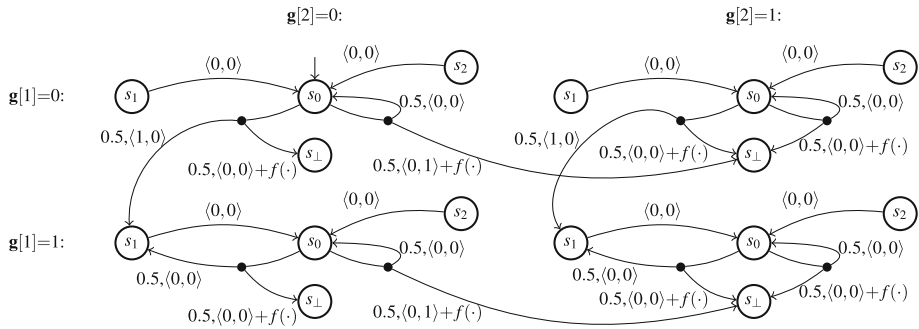 g[2]=0:
g[2]=1:
g[1]=0:
⟨0,0⟩
⟨0,0⟩
⟨0,0⟩
⟨0,0⟩
s₁
s₀
s₂
s₁
s₀
s₂
0.5,⟨0,0⟩
0.5,⟨0,0⟩
0.5,⟨1,0⟩
0.5,⟨1,0⟩
s⊥
s⊥
0.5,⟨0,0⟩+f(·)
0.5,⟨0,1⟩+f(·)
0.5,⟨0,0⟩+f(·)
0.5,⟨0,0⟩+f(·)
g[1]=1:
⟨0,0⟩
⟨0,0⟩
⟨0,0⟩
⟨0,0⟩
s₁
s₀
s₂
s₁
s₀
s₂
0.5,⟨0,0⟩
0.5,⟨0,0⟩
0.5,⟨0,0⟩
0.5,⟨0,0⟩
s⊥
s⊥
0.5,⟨0,0⟩+f(·)
0.5,⟨0,1⟩+f(·)
0.5,⟨0,0⟩+f(·)
0.5,⟨0,0⟩+f(·)